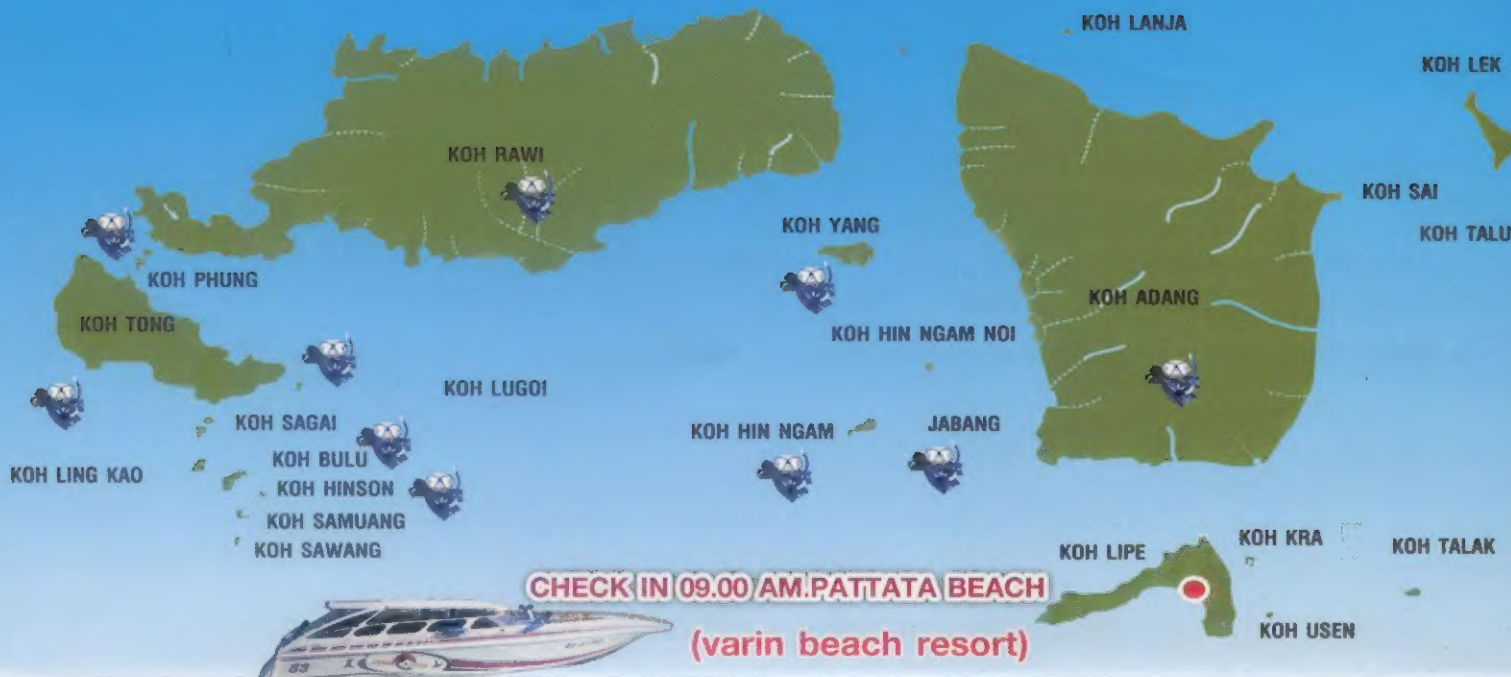 KOH LANJA
KOH LEK
KOH RAWI
KOH SAI
KOH YANG
KOH TALU
KOH PHUNG
KOH ADANG
KOH TONG
KOH HIN NGAM NOI
KOH LUGOI
KOH SAGAI
KOH HIN NGAM
JABANG
KOH BULU
KOH LING KAO
KOH HINSON
KOH SAMUANG
KOH SAWANG
KOH LIPE
KOH KRA
KOH TALAK
CHECK IN 09.00 AM.PATTATA BEACH
KOH USEN
(varin beach resort)
63